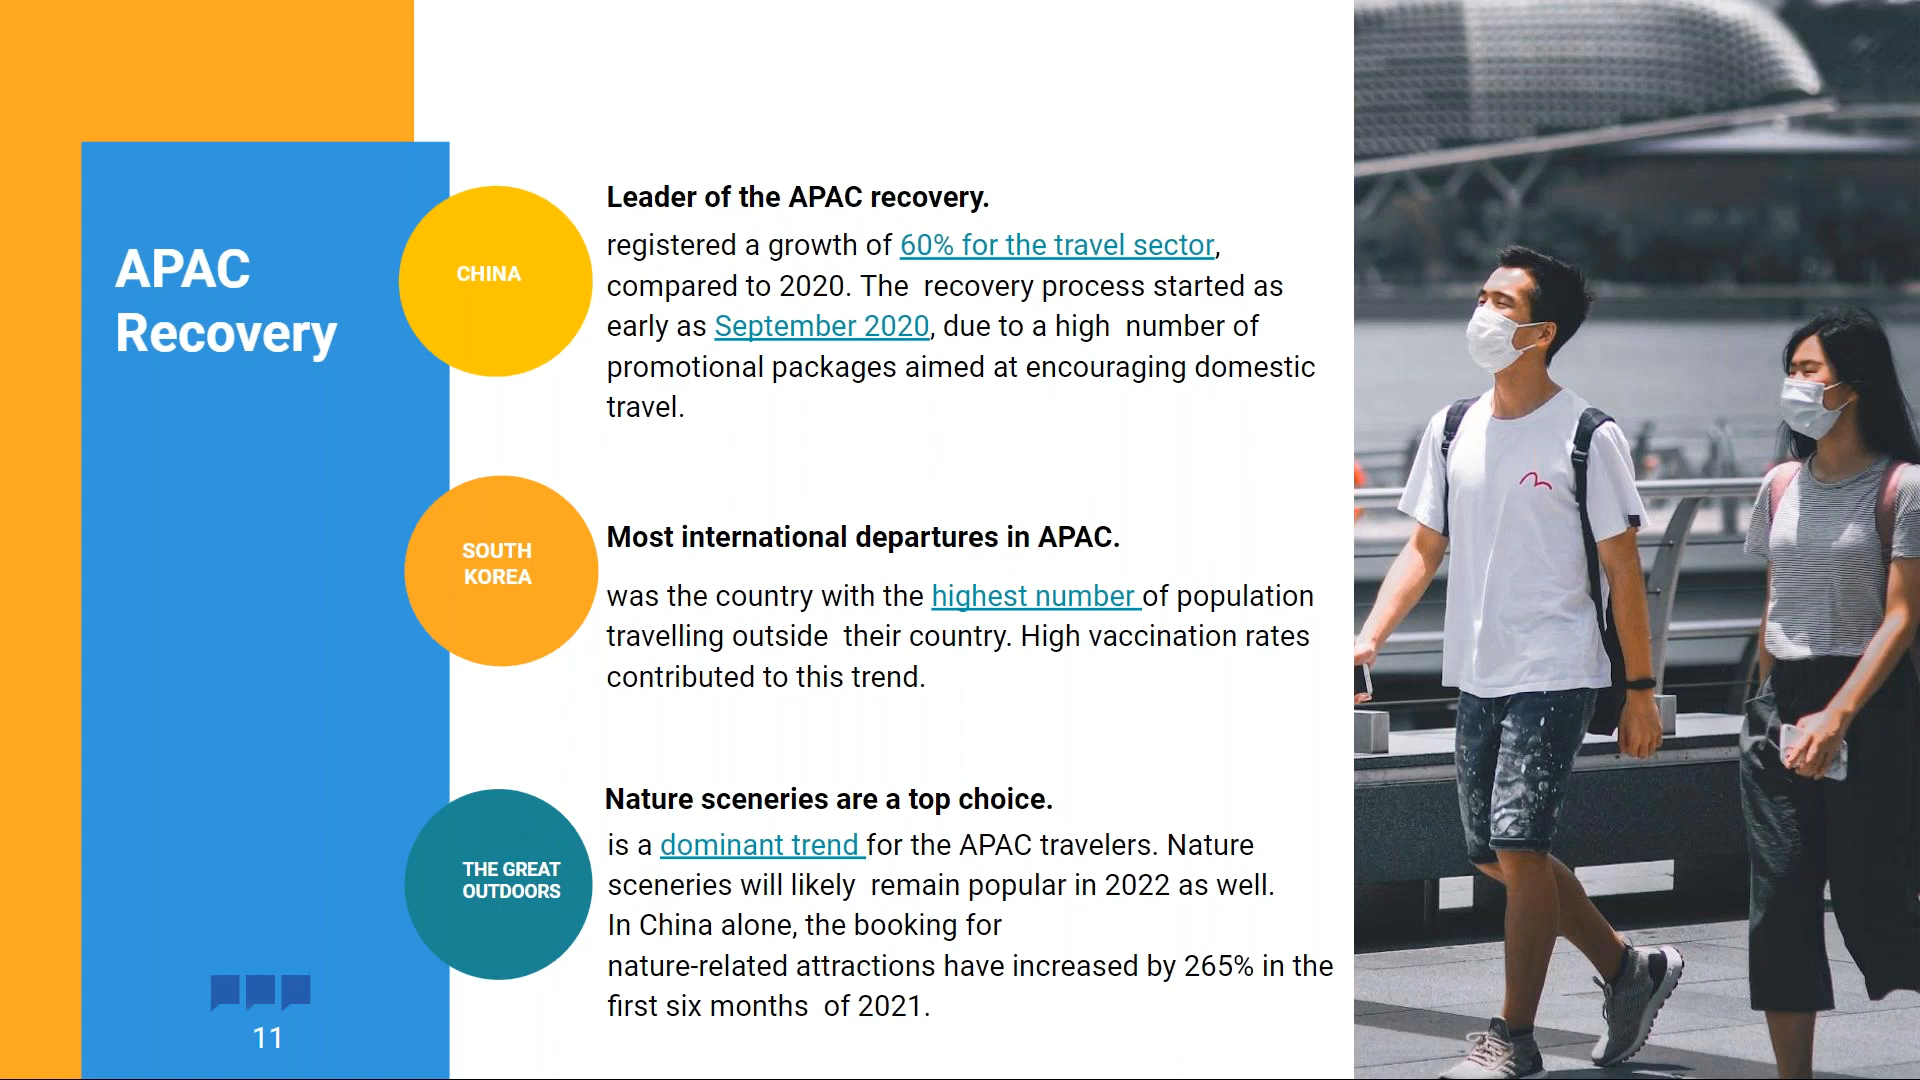 APAC
Recovery
CHINA
Leader of the APAC recovery.
registered a growth of 60% for the travel sector,
compared to 2020. The  recovery process started as
early as September 2020, due to a high  number of
promotional packages aimed at encouraging domestic
travel.
SOUTH
KOREA
Most international departures in APAC.
was the country with the highest number of population
travelling outside  their country. High vaccination rates
contributed to this trend.
THE GREAT
OUTDOORS
Nature sceneries are a top choice.
is a dominant trend for the APAC travelers. Nature
sceneries will likely  remain popular in 2022 as well.
In China alone, the booking for
nature-related attractions have increased by 265% in the
first six months  of 2021.
11